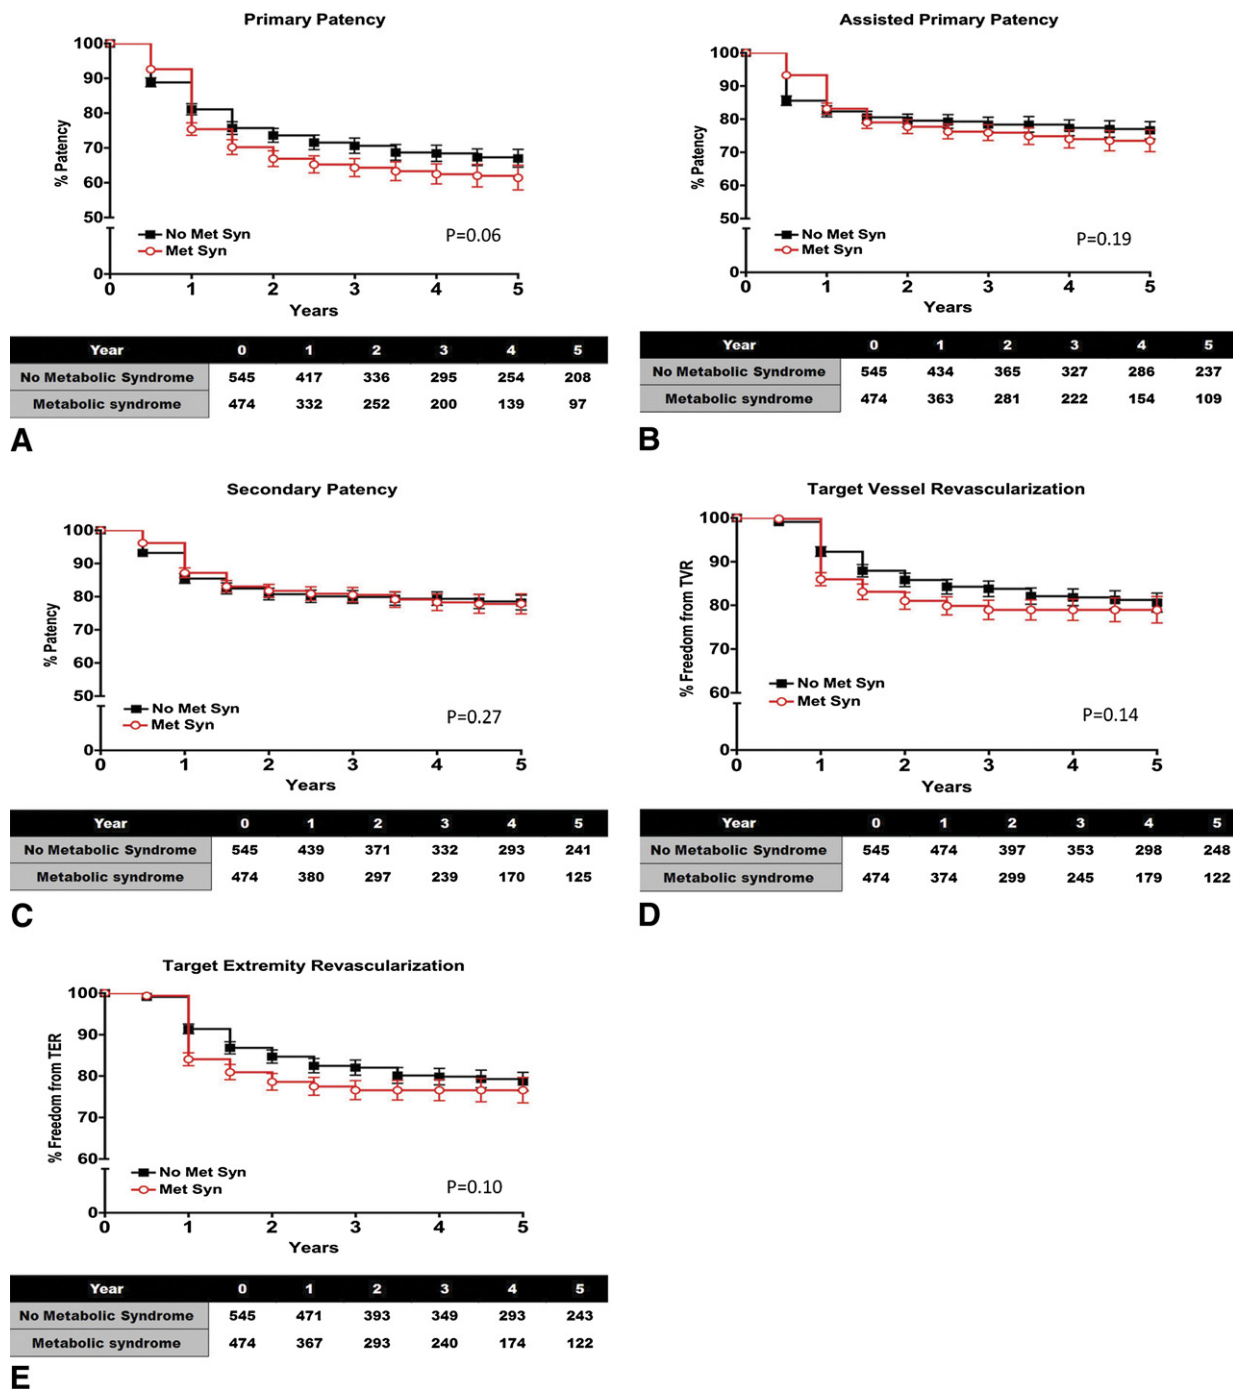 Primary Patency
100
90
80
70
60
50
0
% Patency
No Met Syn
Met Syn
P=0.06
0 1 2 3 4 5
Years
Year 0 1 2 3 4 5
No Metabolic Syndrome 545 417 336 295 254 208
Metabolic syndrome 474 332 252 200 139 97
A
Assisted Primary Patency
100
90
80
70
60
50
0
% Patency
No Met Syn
Met Syn
P=0.19
0 1 2 3 4 5
Years
Year 0 1 2 3 4 5
No Metabolic Syndrome 545 434 365 327 286 237
Metabolic syndrome 474 363 281 222 154 109
B
Secondary Patency
100
90
80
70
60
50
0
% Patency
No Met Syn
Met Syn
P=0.27
0 1 2 3 4 5
Years
Year 0 1 2 3 4 5
No Metabolic Syndrome 545 439 371 332 293 241
Metabolic syndrome 474 380 297 239 170 125
C
Target Vessel Revascularization
100
90
80
70
60
0
% Freedom from TVR
No Met Syn
Met Syn
P=0.14
0 1 2 3 4 5
Years
Year 0 1 2 3 4 5
No Metabolic Syndrome 545 474 397 353 298 248
Metabolic syndrome 474 374 299 245 179 122
D
Target Extremity Revascularization
100
90
80
70
60
0
% Freedom from TER
No Met Syn
Met Syn
P=0.10
0 1 2 3 4 5
Years
Year 0 1 2 3 4 5
No Metabolic Syndrome 545 471 393 349 293 243
Metabolic syndrome 474 367 293 240 174 122
E